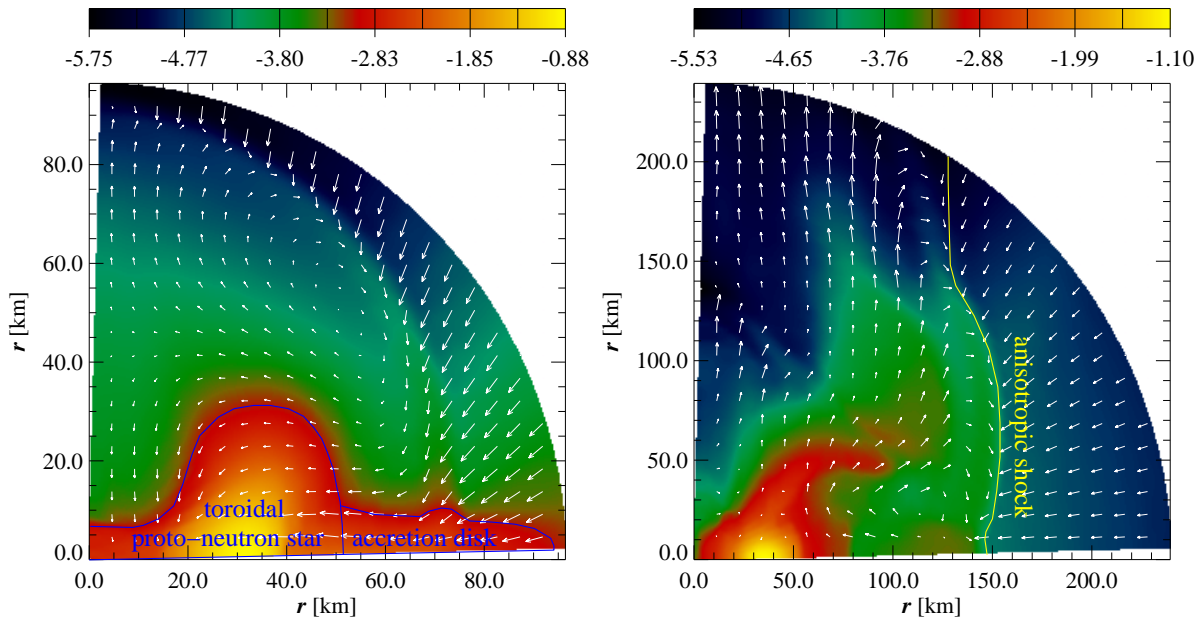 -5.75 -4.77 -3.80 -2.83 -1.85 -0.88
80.0
60.0
40.0
20.0
0.0
r [km]
toroidal
proto-neutron star
accretion disk
0.0 20.0 40.0 60.0 80.0
r [km]
-5.53 -4.65 -3.76 -2.88 -1.99 -1.10
200.0
150.0
100.0
50.0
0.0
r [km]
anisotropic shock
0.0 50.0 100.0 150.0 200.0
r [km]